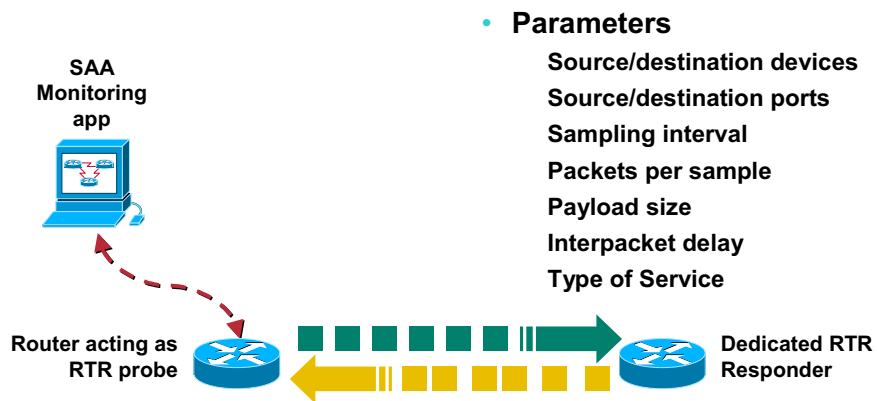 • Parameters
Source/destination devices
Source/destination ports
Sampling interval
Packets per sample
Payload size
Interpacket delay
Type of Service
SAA
Monitoring
app
Router acting as
RTR probe
Dedicated RTR
Responder